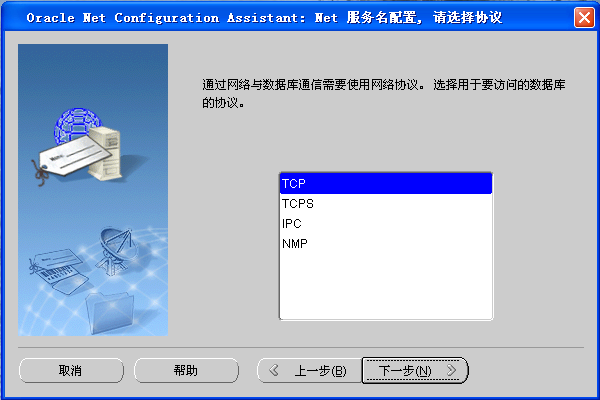 Oracle Net Configuration Assistant: Net 服务名配置, 请选择协议
通过网络与数据库通信需要使用网络协议。选择用于要访问的数据库
的协议。
TCP
TCPS
IPC
NMP
取消
帮助
上一步(B)
下一步(N)